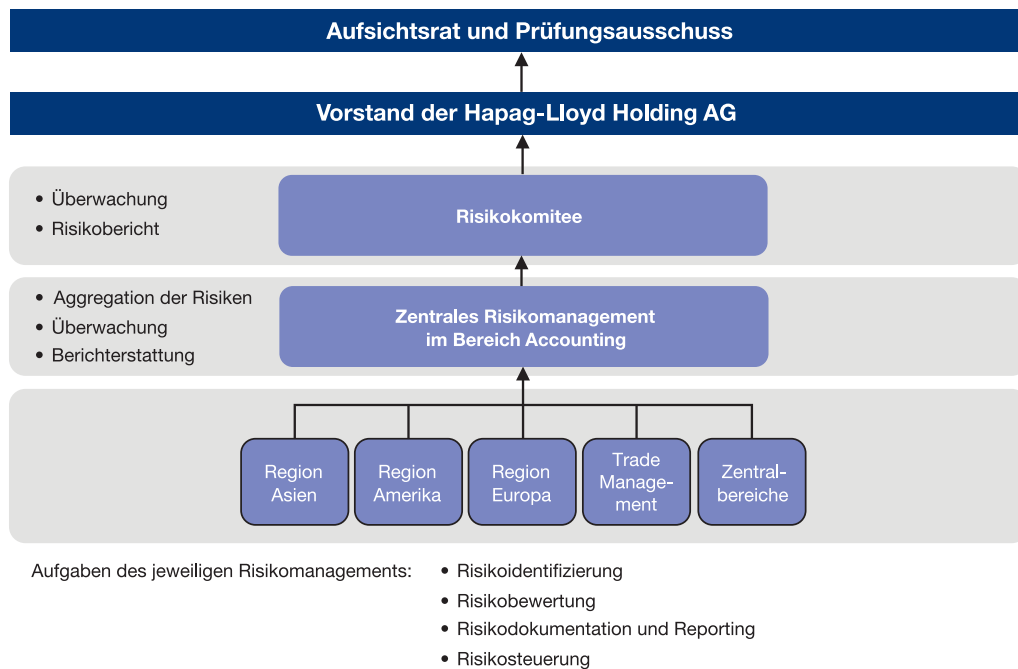 Aufsichtsrat und Prüfungsausschuss
Vorstand der Hapag-Lloyd Holding AG
• Überwachung
• Risikobericht
Risikokomitee
• Aggregation der Risiken
• Überwachung
• Berichterstattung
Zentrales Risikomanagement
im Bereich Accounting
Region
Asien
Region
Amerika
Region
Europa
Trade
Manage-
ment
Zentral-
bereiche
Aufgaben des jeweiligen Risikomanagements:
• Risikoidentifizierung
• Risikobewertung
• Risikodokumentation und Reporting
• Risikosteuerung